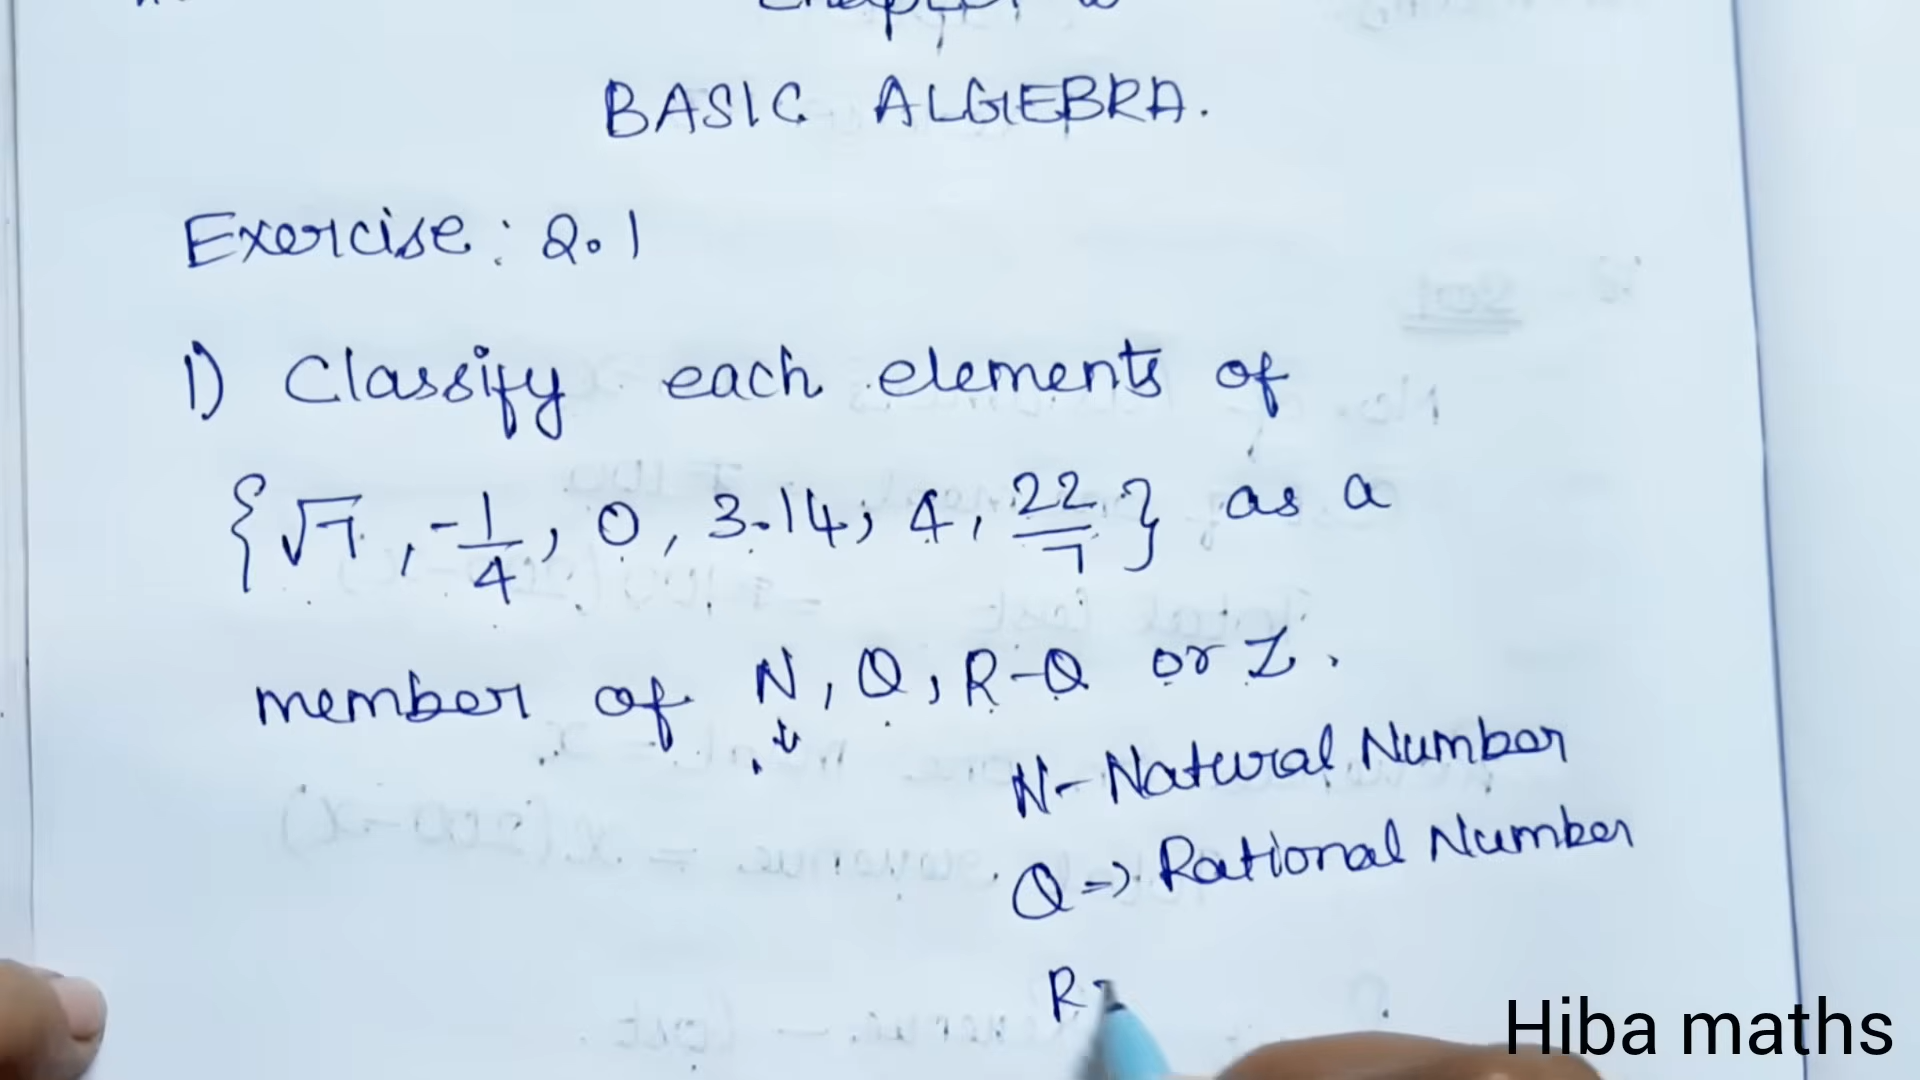 BASIC ALGEBRA.
Exercise: 2.1
1) Classify each elements of
{√7, -1/4, 0, 3.14, 4, 22/7} as a
member of N, Q, R-Q or Z.
N- Natural Number
Q => Rational Number
R
Hiba maths